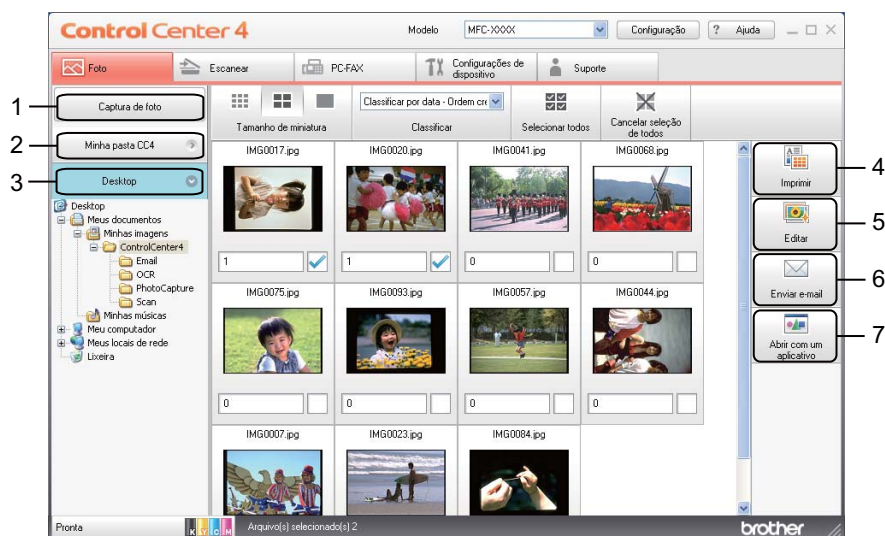 Control Center 4
Modelo
MFC-XXXX
Configuração
? Ajuda
Foto
Escanear
PC-FAX
Configurações de
dispositivo
Suporte
1
Captura de foto
2
Minha pasta CC4
3
Desktop
Tamanho de miniatura
Classificar por data - Ordem cre
Classificar
Selecionar todos
Cancelar seleção
de todos
Desktop
Meus documentos
Minhas imagens
ControlCenter4
Email
OCR
PhotoCapture
Scan
Minhas músicas
Meu computador
Meus locais de rede
Lixeira
IMG0017.jpg
IMG0020.jpg
IMG0041.jpg
IMG0068.jpg
1
1
0
0
IMG0075.jpg
IMG0093.jpg
IMG0057.jpg
IMG0044.jpg
0
0
0
0
IMG0007.jpg
IMG0023.jpg
IMG0084.jpg
Imprimir
4
Editar
5
Enviar e-mail
6
Abrir com um
aplicativo
7
Pronta
K Y C M
Arquivo(s) selecionado(s) 2
brother